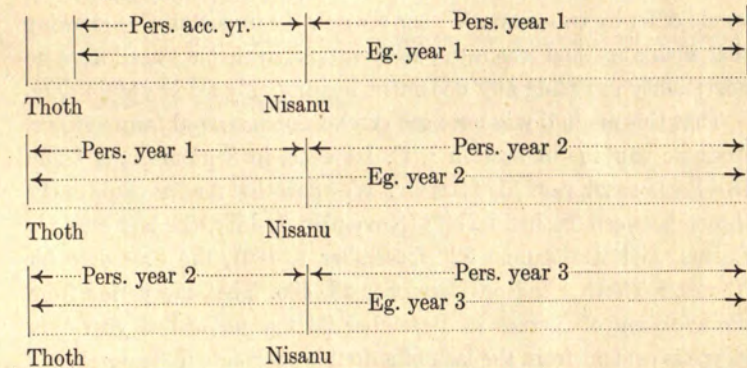 Pers. acc. yr. Pers. year 1
Eg. year 1
Thoth Nisanu
Pers. year 1 Pers. year 2
Eg. year 2
Thoth Nisanu
Pers. year 2 Pers. year 3
Eg. year 3
Thoth Nisanu